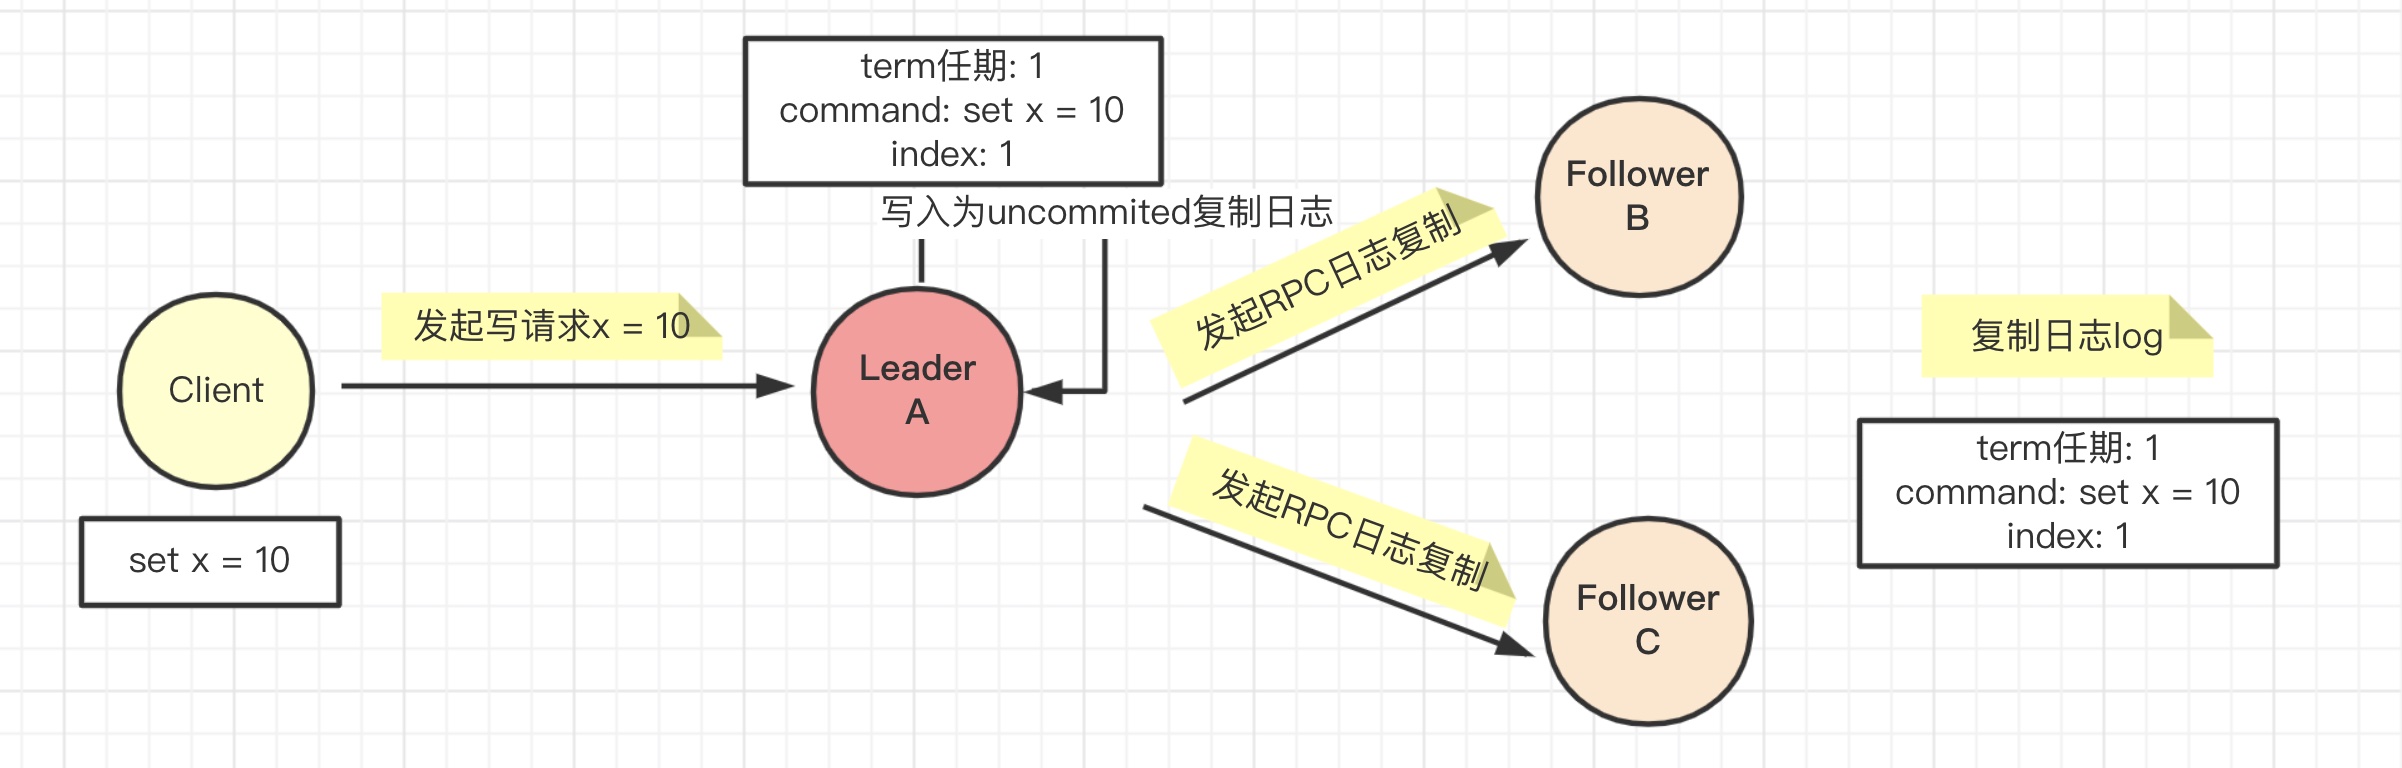 term任期: 1
command: set x = 10
index: 1
写入为uncommited复制日志
Client
set x = 10
发起写请求x = 10
Leader
A
发起RPC日志复制
Follower
B
发起RPC日志复制
Follower
C
复制日志log
term任期: 1
command: set x = 10
index: 1